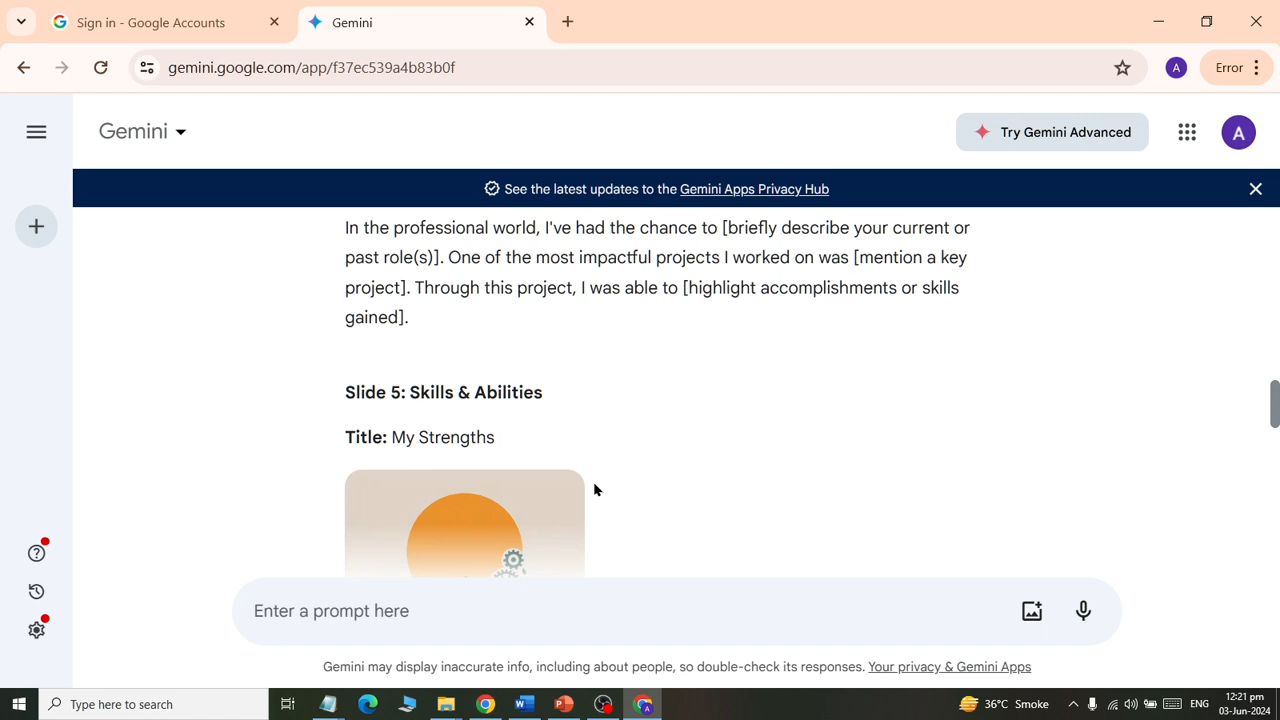 Sign in - Google Accounts
Gemini
gemini.google.com/app/f37ec539a4b83b0f
A
Error
Gemini
Try Gemini Advanced
A
See the latest updates to the Gemini Apps Privacy Hub
In the professional world, I've had the chance to [briefly describe your current or
past role(s)]. One of the most impactful projects I worked on was [mention a key
project]. Through this project, I was able to [highlight accomplishments or skills
gained].
Slide 5: Skills & Abilities
Title: My Strengths
Enter a prompt here
Gemini may display inaccurate info, including about people, so double-check its responses. Your privacy & Gemini Apps
Type here to search
36°C Smoke
ENG
12:21 pm
03-Jun-2024